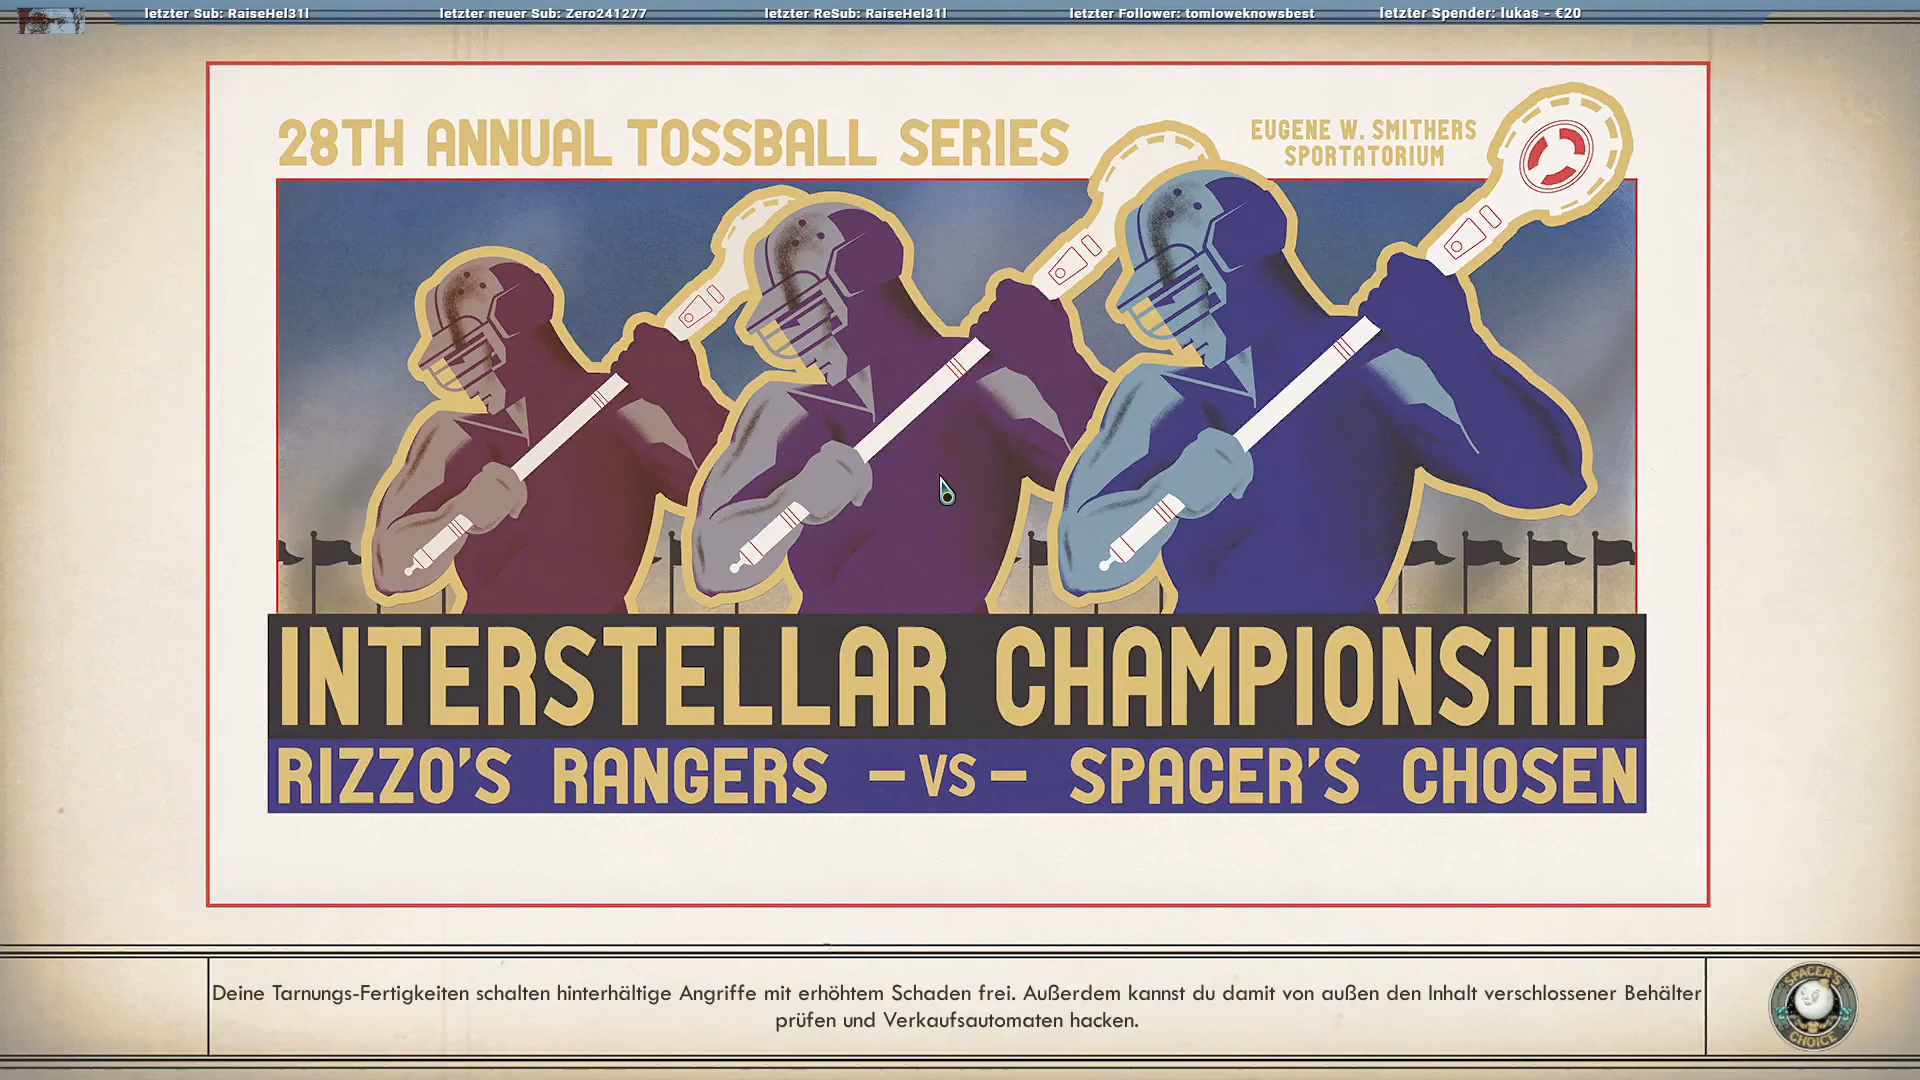 letzter Sub: RaiseHel31l
letzter neuer Sub: Zero241277
letzter ReSub: RaiseHel31l
letzter Follower: tomloweknowsbest
letzter Spender: lukas - €20
28TH ANNUAL TOSSBALL SERIES
EUGENE W. SMITHERS
SPORTATORIUM
INTERSTELLAR CHAMPIONSHIP
RIZZO'S RANGERS – VS – SPACER'S CHOSEN
Deine Tarnungs-Fertigkeiten schalten hinterhältige Angriffe mit erhöhtem Schaden frei. Außerdem kannst du damit von außen den Inhalt verschlossener Behälter
prüfen und Verkaufsautomaten hacken.
SPACER'S
CHOICE